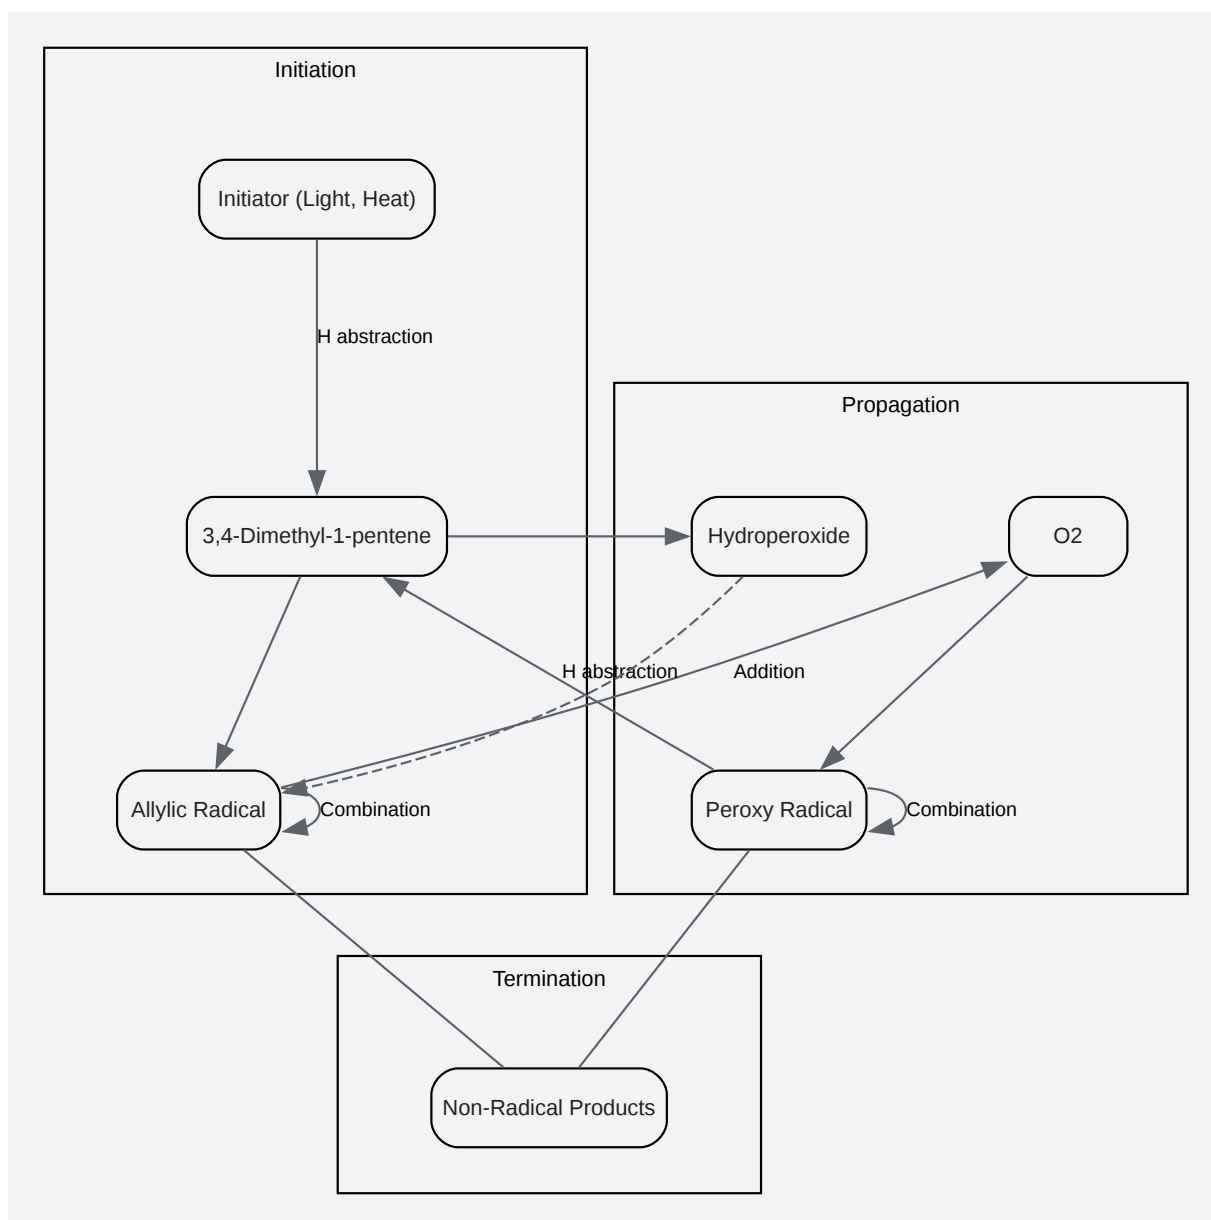 Initiation
Initiator (Light, Heat)
H abstraction
Propagation
3,4-Dimethyl-1-pentene
Hydroperoxide
O2
H abstraction
Addition
Allylic Radical
Combination
Peroxy Radical
Combination
Termination
Non-Radical Products